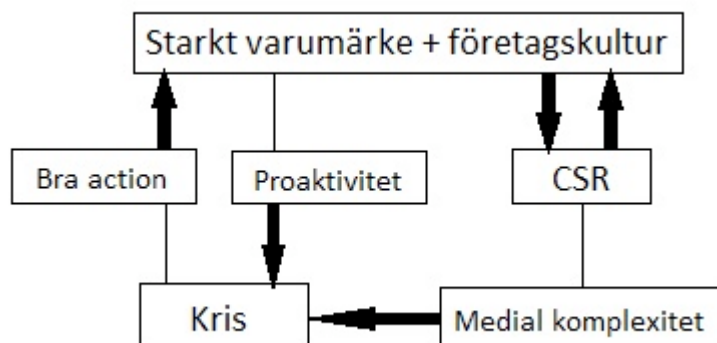 Starkt varumärke + företagskultur
Bra action
Proaktivitet
CSR
Kris
Medial komplexitet